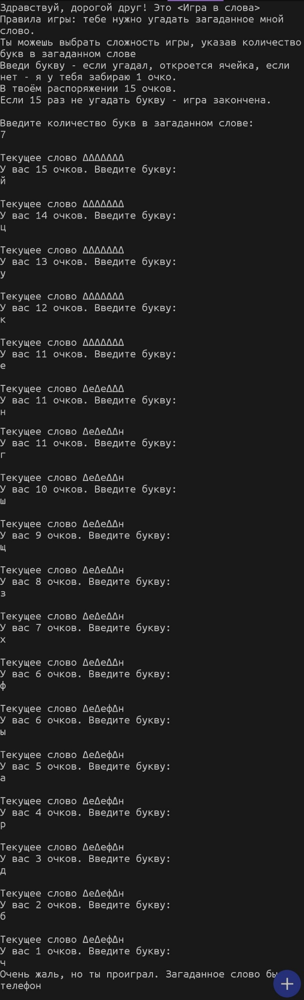 Здравствуй, дорогой друг! Это <Игра в слова>
Правила игры: тебе нужно угадать загаданное мной
слово.
Ты можешь выбрать сложность игры, указав количество
букв в загаданном слове
Введи букву - если угадал, откроется ячейка, если
нет - я у тебя забираю 1 очко.
В твоём распоряжении 15 очков.
Если 15 раз не угадать букву - игра закончена.
Введите количество букв в загаданном слове:
7
Текущее слово ΔΔΔΔΔΔΔ
У вас 15 очков. Введите букву:
й
Текущее слово ΔΔΔΔΔΔΔ
У вас 14 очков. Введите букву:
ц
Текущее слово ΔΔΔΔΔΔΔ
У вас 13 очков. Введите букву:
у
Текущее слово ΔΔΔΔΔΔΔ
У вас 12 очков. Введите букву:
к
Текущее слово ΔΔΔΔΔΔΔ
У вас 11 очков. Введите букву:
е
Текущее слово ΔеΔеΔΔΔ
У вас 11 очков. Введите букву:
н
Текущее слово ΔеΔеΔΔн
У вас 11 очков. Введите букву:
г
Текущее слово ΔеΔеΔΔн
У вас 10 очков. Введите букву:
ш
Текущее слово ΔеΔеΔΔн
У вас 9 очков. Введите букву:
щ
Текущее слово ΔеΔеΔΔн
У вас 8 очков. Введите букву:
з
Текущее слово ΔеΔеΔΔн
У вас 7 очков. Введите букву:
х
Текущее слово ΔеΔеΔΔн
У вас 6 очков. Введите букву:
ф
Текущее слово ΔеΔефΔн
У вас 6 очков. Введите букву:
ы
Текущее слово ΔеΔефΔн
У вас 5 очков. Введите букву:
а
Текущее слово ΔеΔефΔн
У вас 4 очков. Введите букву:
р
Текущее слово ΔеΔефΔн
У вас 3 очков. Введите букву:
д
Текущее слово ΔеΔефΔн
У вас 2 очков. Введите букву:
б
Текущее слово ΔеΔефΔн
У вас 1 очков. Введите букву:
ч
Очень жаль, но ты проиграл. Загаданное слово
телефон